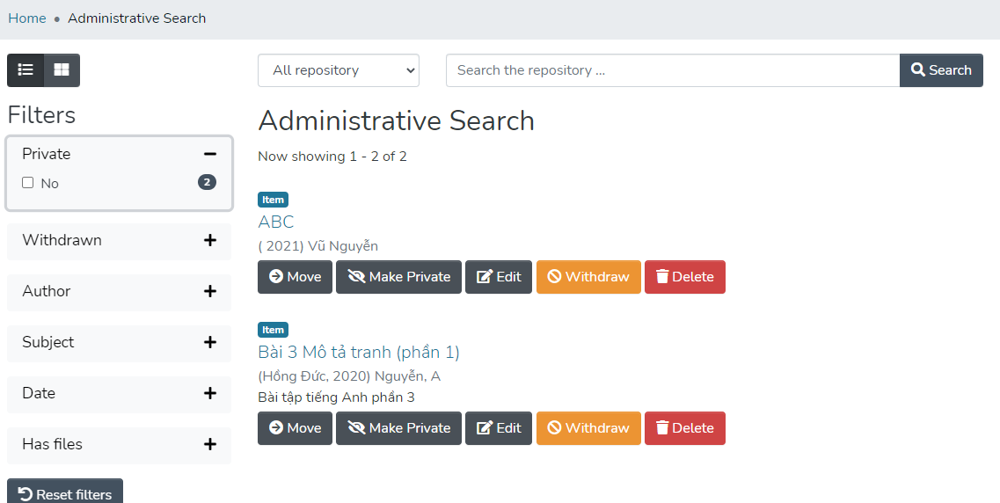 Home • Administrative Search
All repository
Search the repository ...
Search
Filters
Private
No
2
Withdrawn
Author
Subject
Date
Has files
Reset filters
Administrative Search
Now showing 1 - 2 of 2
Item
ABC
( 2021) Vũ Nguyễn
Move Make Private Edit Withdraw Delete
Item
Bài 3 Mô tả tranh (phần 1)
(Hồng Đức, 2020) Nguyễn, A
Bài tập tiếng Anh phần 3
Move Make Private Edit Withdraw Delete